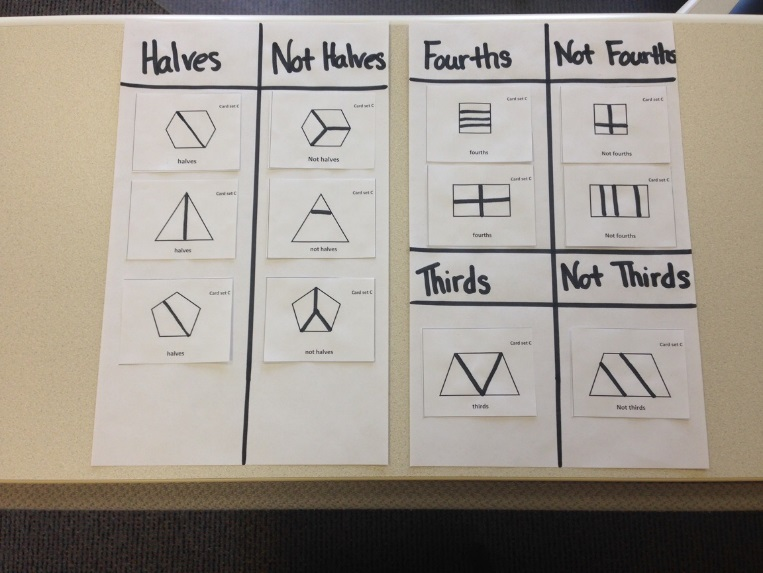 Halves
Not Halves
Card set C
halves
Card set C
Not halves
Card set C
halves
Card set C
not halves
Card set C
halves
Card set C
not halves
Fourths
Not Fourths
Card set C
fourths
Card set C
Not fourths
Card set C
fourths
Card set C
Not fourths
Thirds
Not Thirds
Card set C
thirds
Card set C
Not thirds